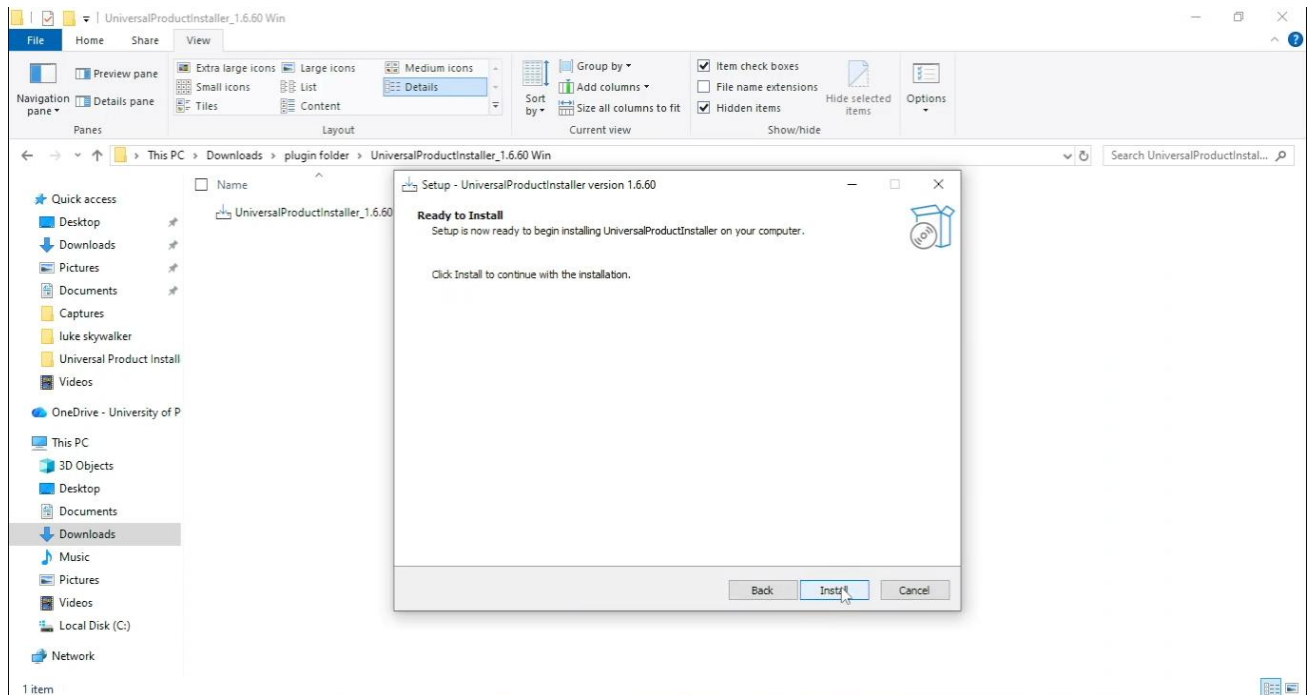 UniversalProductInstaller_1.6.60 Win
File Home Share View
Preview pane
Details pane
Navigation pane
Panes
Extra large icons Large icons Medium icons
Small icons List Details
Tiles Content
Layout
Sort by
Group by
Add columns
Size all columns to fit
Current view
Item check boxes
File name extensions
Hidden items
Hide selected items
Show/hide
Options
This PC > Downloads > plugin folder > UniversalProductInstaller_1.6.60 Win
Search UniversalProductInstal...
Name
UniversalProductInstaller_1.6.60
Quick access
Desktop
Downloads
Pictures
Documents
Captures
luke skywalker
Universal Product Install
Videos
OneDrive - University of P
This PC
3D Objects
Desktop
Documents
Downloads
Music
Pictures
Videos
Local Disk (C:)
Network
1 item
Setup - UniversalProductInstaller version 1.6.60
Ready to Install
Setup is now ready to begin installing UniversalProductInstaller on your computer.
Click Install to continue with the installation.
Back Install Cancel